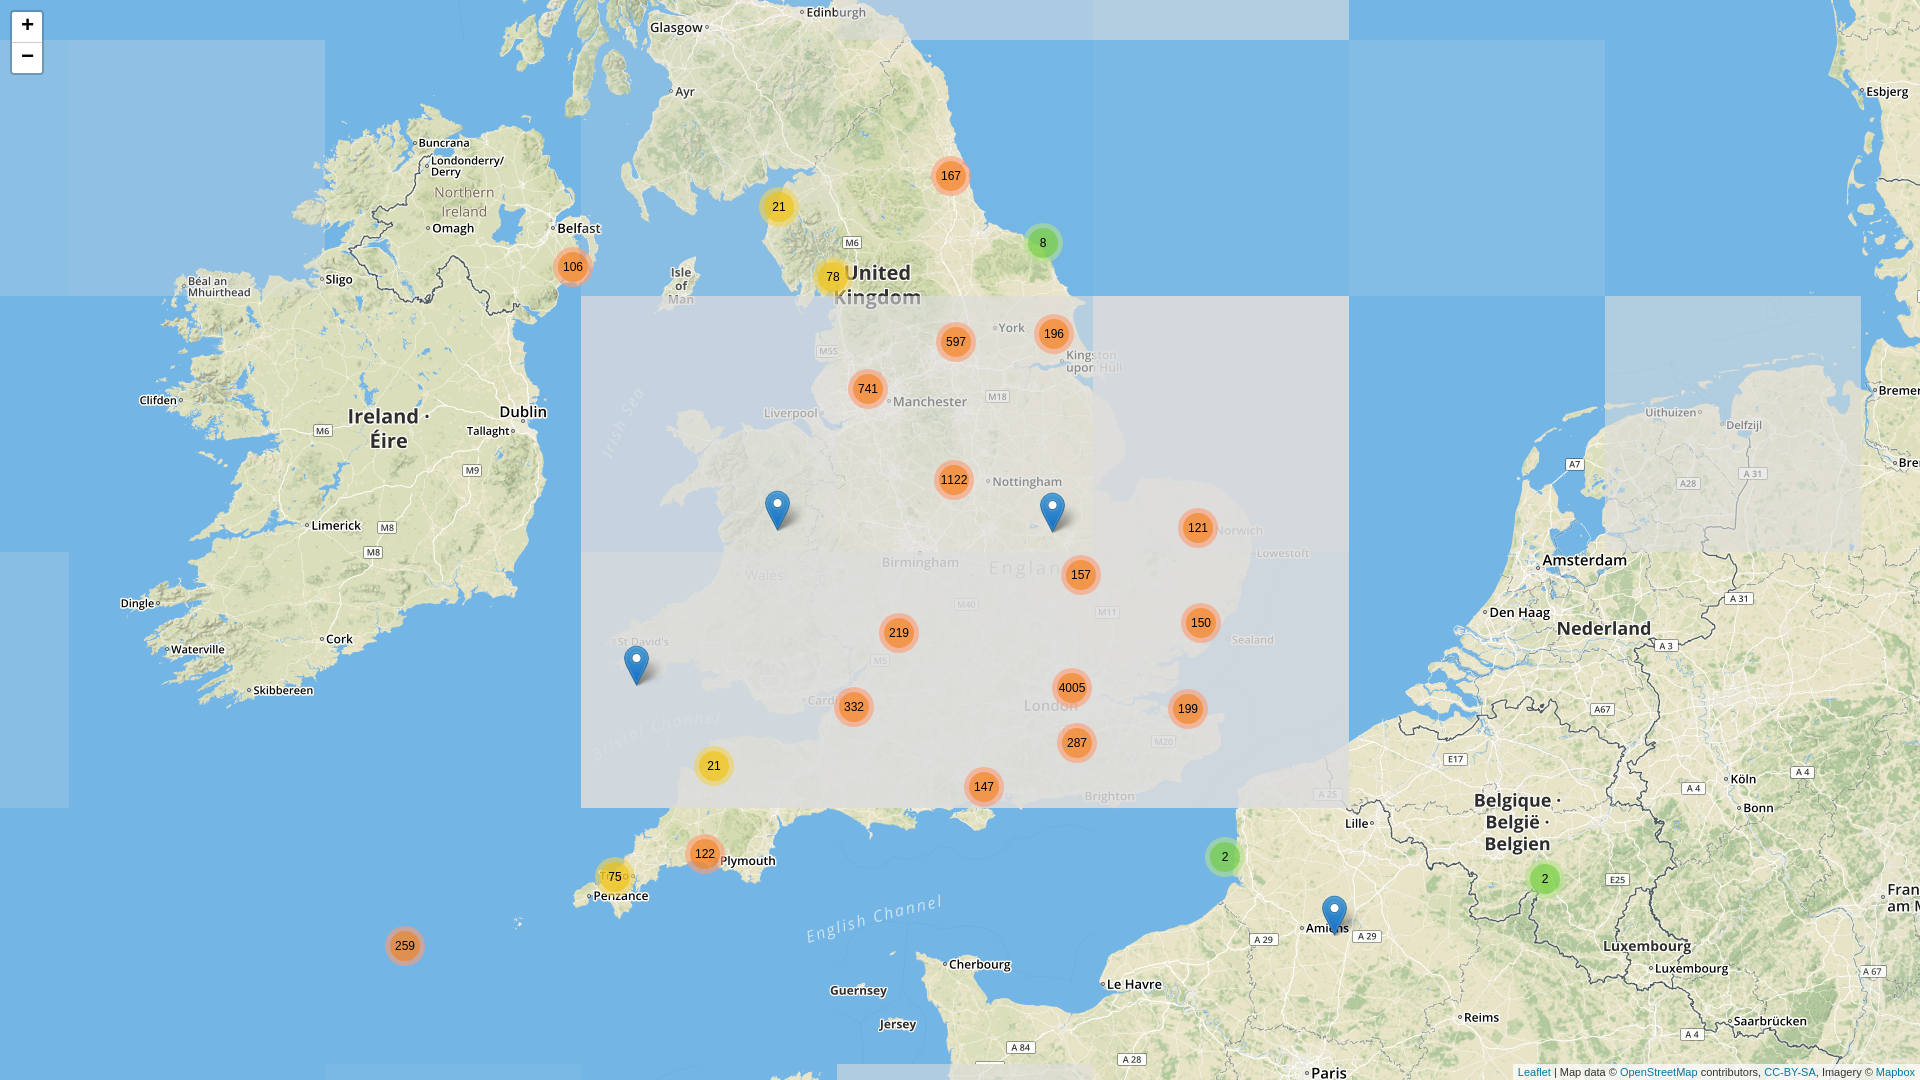 +
−
Edinburgh
Glasgow
Ayr
Esbjerg
Buncrana
Londonderry/
Derry
Northern
Ireland
Omagh
Belfast
167
21
8
M6
106
78
United
Kingdom
Isle
of
Man
Sligo
Béal an
Mhuirthead
York
196
597
M55
Kingston
upon Hull
741
Manchester
M18
Liverpool
Irish Sea
Clifden
Ireland ·
Éire
M6
Dublin
Tallaght
M9
Uithuizen
Delfzijl
A 31
A28
A7
1122
Nottingham
Limerick
M8
M8
121
Norwich
Lowestoft
Birmingham
Wales
157
Amsterdam
A 31
Dingle
M40
M11
Den Haag
Nederland
A 3
219
150
Sealand
Cork
Waterville
St David's
M5
Skibbereen
4005
London
332
199
A67
Bristol Channel
287
M20
E17
21
147
Brighton
A 25
Köln
A 4
A 4
Bonn
Belgique ·
België ·
Belgien
Lille
122
Plymouth
75
Penzance
2
2
E25
English Channel
259
Amiens
A 29
A 29
Luxembourg
Luxembourg
A 67
Cherbourg
Le Havre
Guernsey
Jersey
Reims
Saarbrücken
A 4
A 84
A 28
Paris
Leaflet | Map data © OpenStreetMap contributors, CC-BY-SA, Imagery © Mapbox